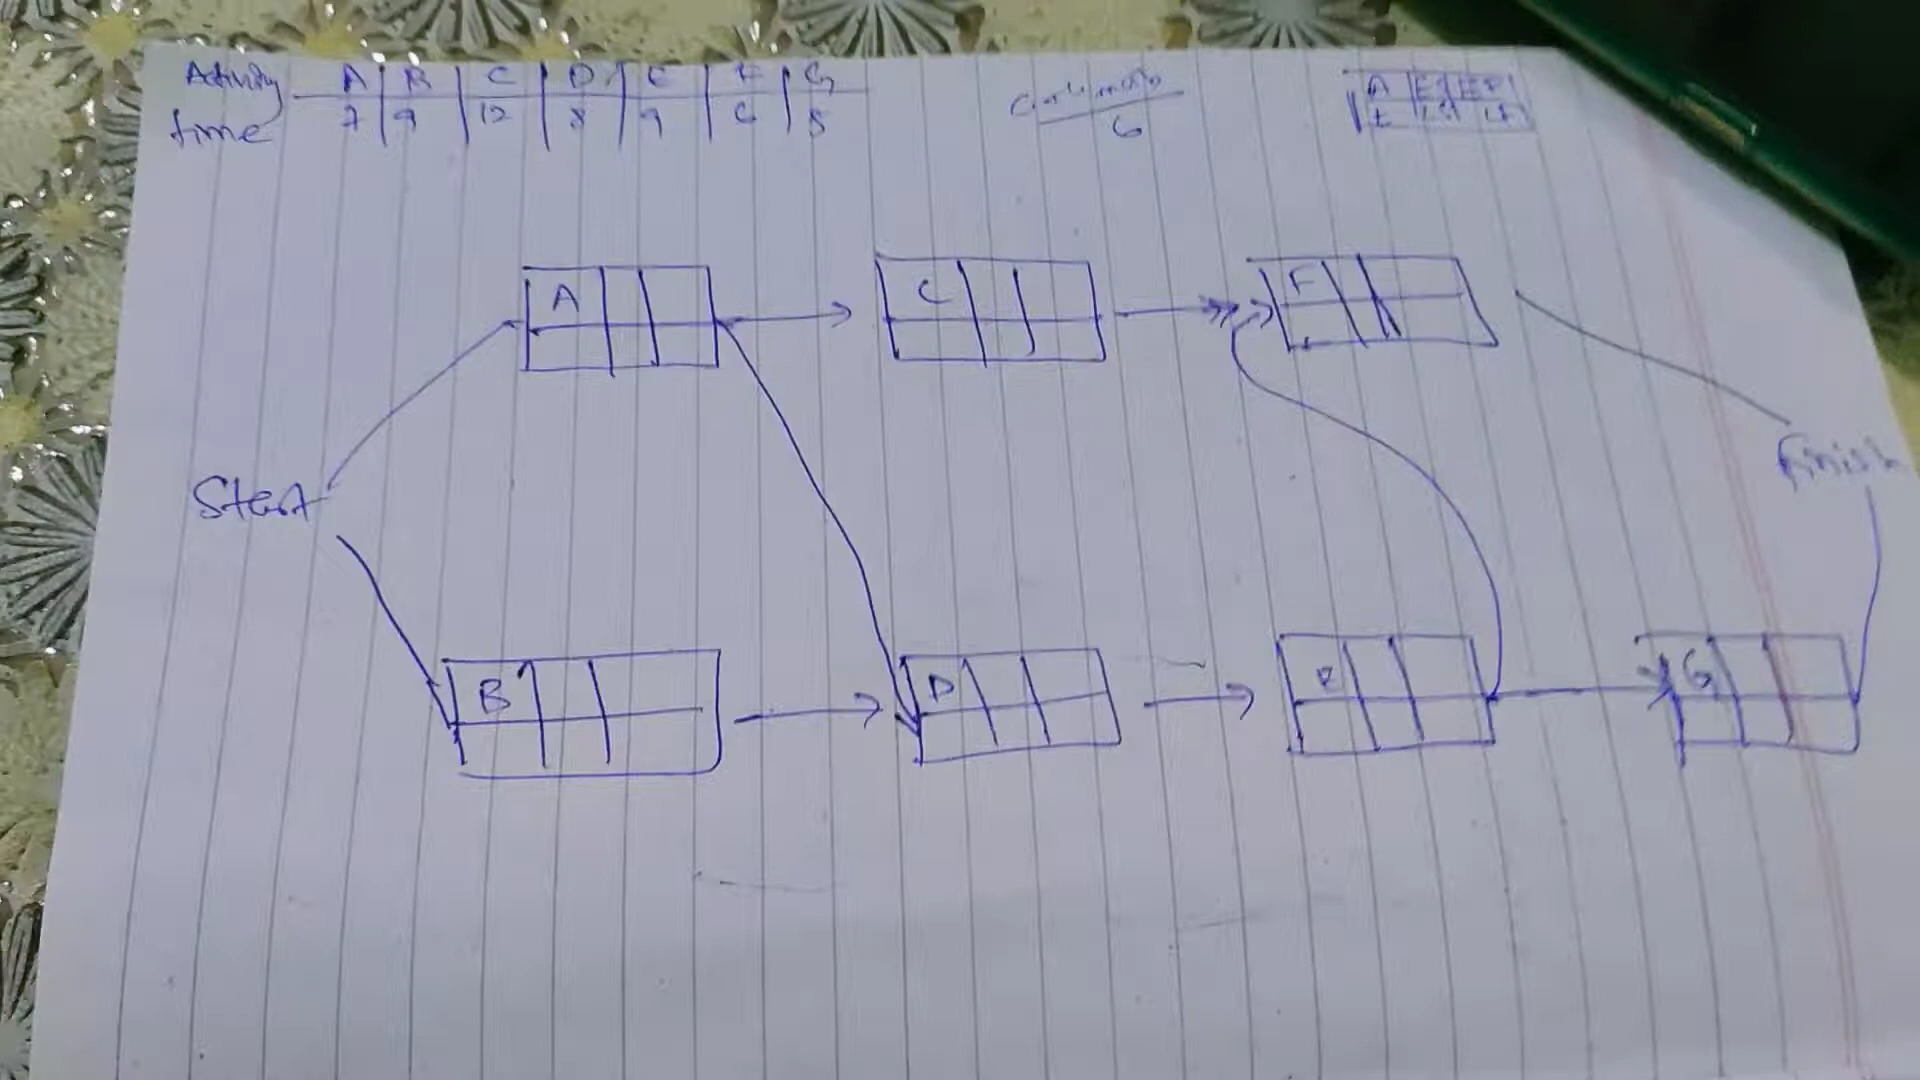 Activity A B C D E F G
time 7 9 12 8 9 6 5
6
A ES EF
t LS LF
A C F
Start Finish
B D E G